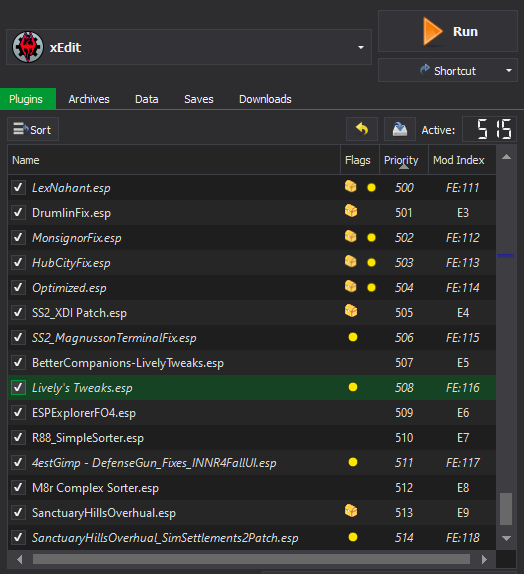 xEdit
Run
Shortcut
Plugins Archives Data Saves Downloads
Sort Active: 515
Name Flags Priority Mod Index
LexNahant.esp 500 FE:111
DrumlinFix.esp 501 E3
MonsignorFix.esp 502 FE:112
HubCityFix.esp 503 FE:113
Optimized.esp 504 FE:114
SS2_XDI Patch.esp 505 E4
SS2_MagnussonTerminalFix.esp 506 FE:115
BetterCompanions-LivelyTweaks.esp 507 E5
Lively's Tweaks.esp 508 FE:116
ESPExplorerFO4.esp 509 E6
R88_SimpleSorter.esp 510 E7
4estGimp - DefenseGun_Fixes_INNR4FallUI.esp 511 FE:117
M8r Complex Sorter.esp 512 E8
SanctuaryHillsOverhual.esp 513 E9
SanctuaryHillsOverhual_SimSettlements2Patch.esp 514 FE:118